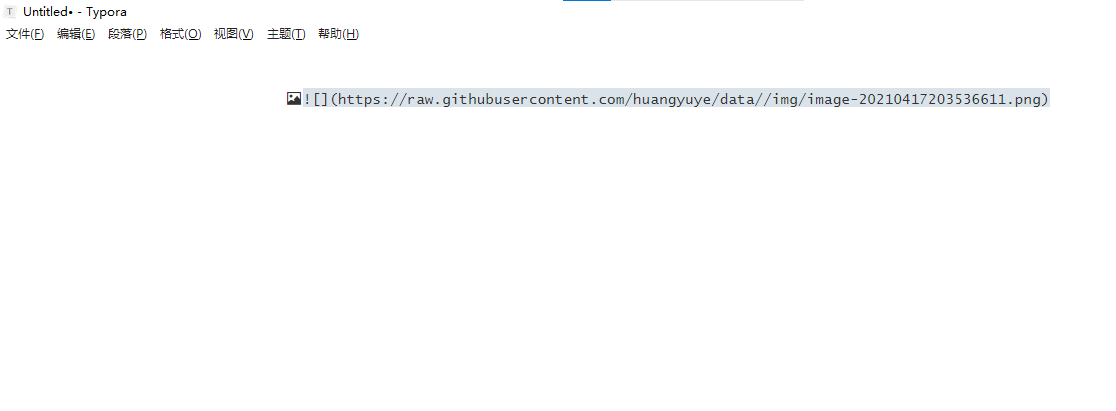 Untitled• - Typora
文件(F) 编辑(E) 段落(P) 格式(O) 视图(V) 主题(T) 帮助(H)
![](https://raw.githubusercontent.com/huangyuye/data//img/image-20210417203536611.png)